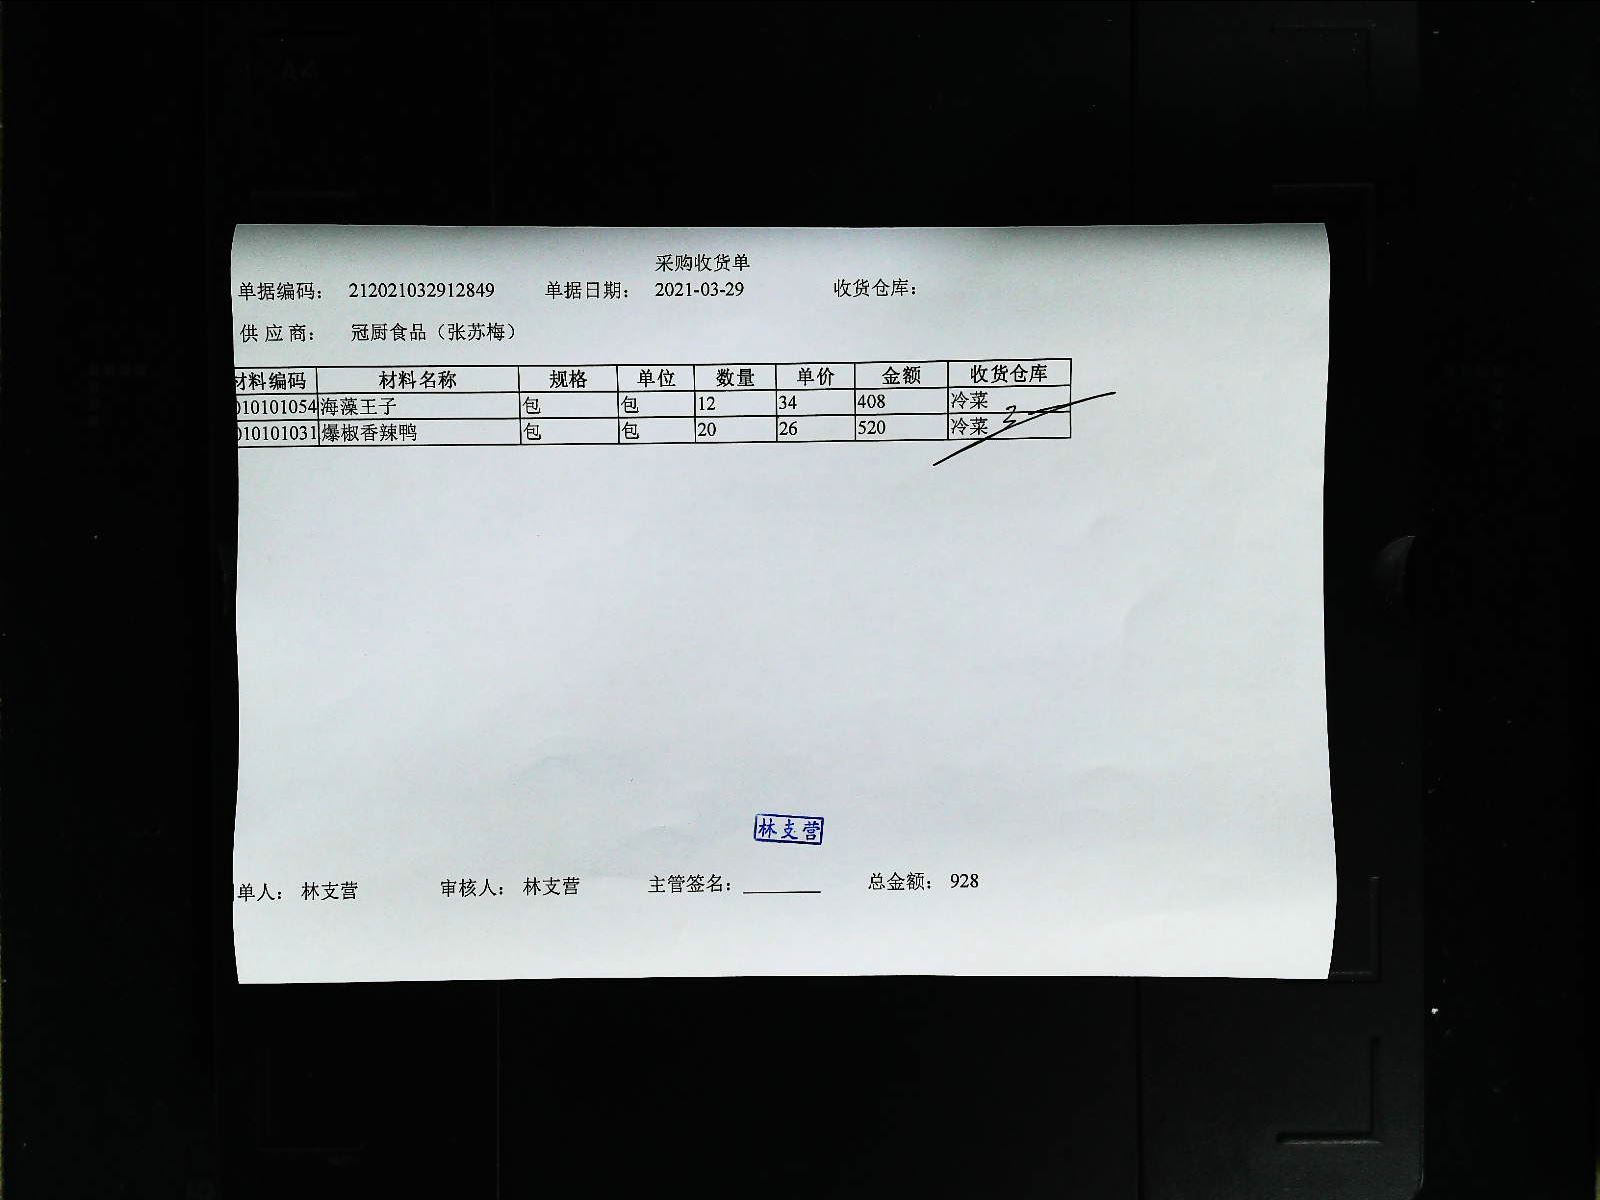 采购收货单
单据编码： 212021032912849 单据日期： 2021-03-29 收货仓库：
供 应 商： 冠厨食品（张苏梅）
材料编码 材料名称 规格 单位 数量 单价 金额 收货仓库
010101054 海藻王子 包 包 12 34 408 冷菜
010101031 爆椒香辣鸭 包 包 20 26 520 冷菜
林支营
单人： 林支营 审核人： 林支营 主管签名： 总金额： 928